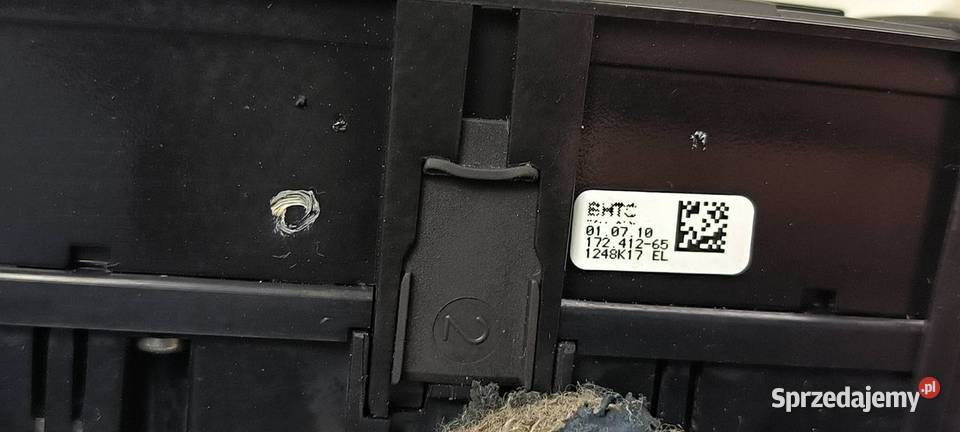 BHTC
01.07.10
172.412-65
1248K17 EL
2
Sprzedajemy.pl